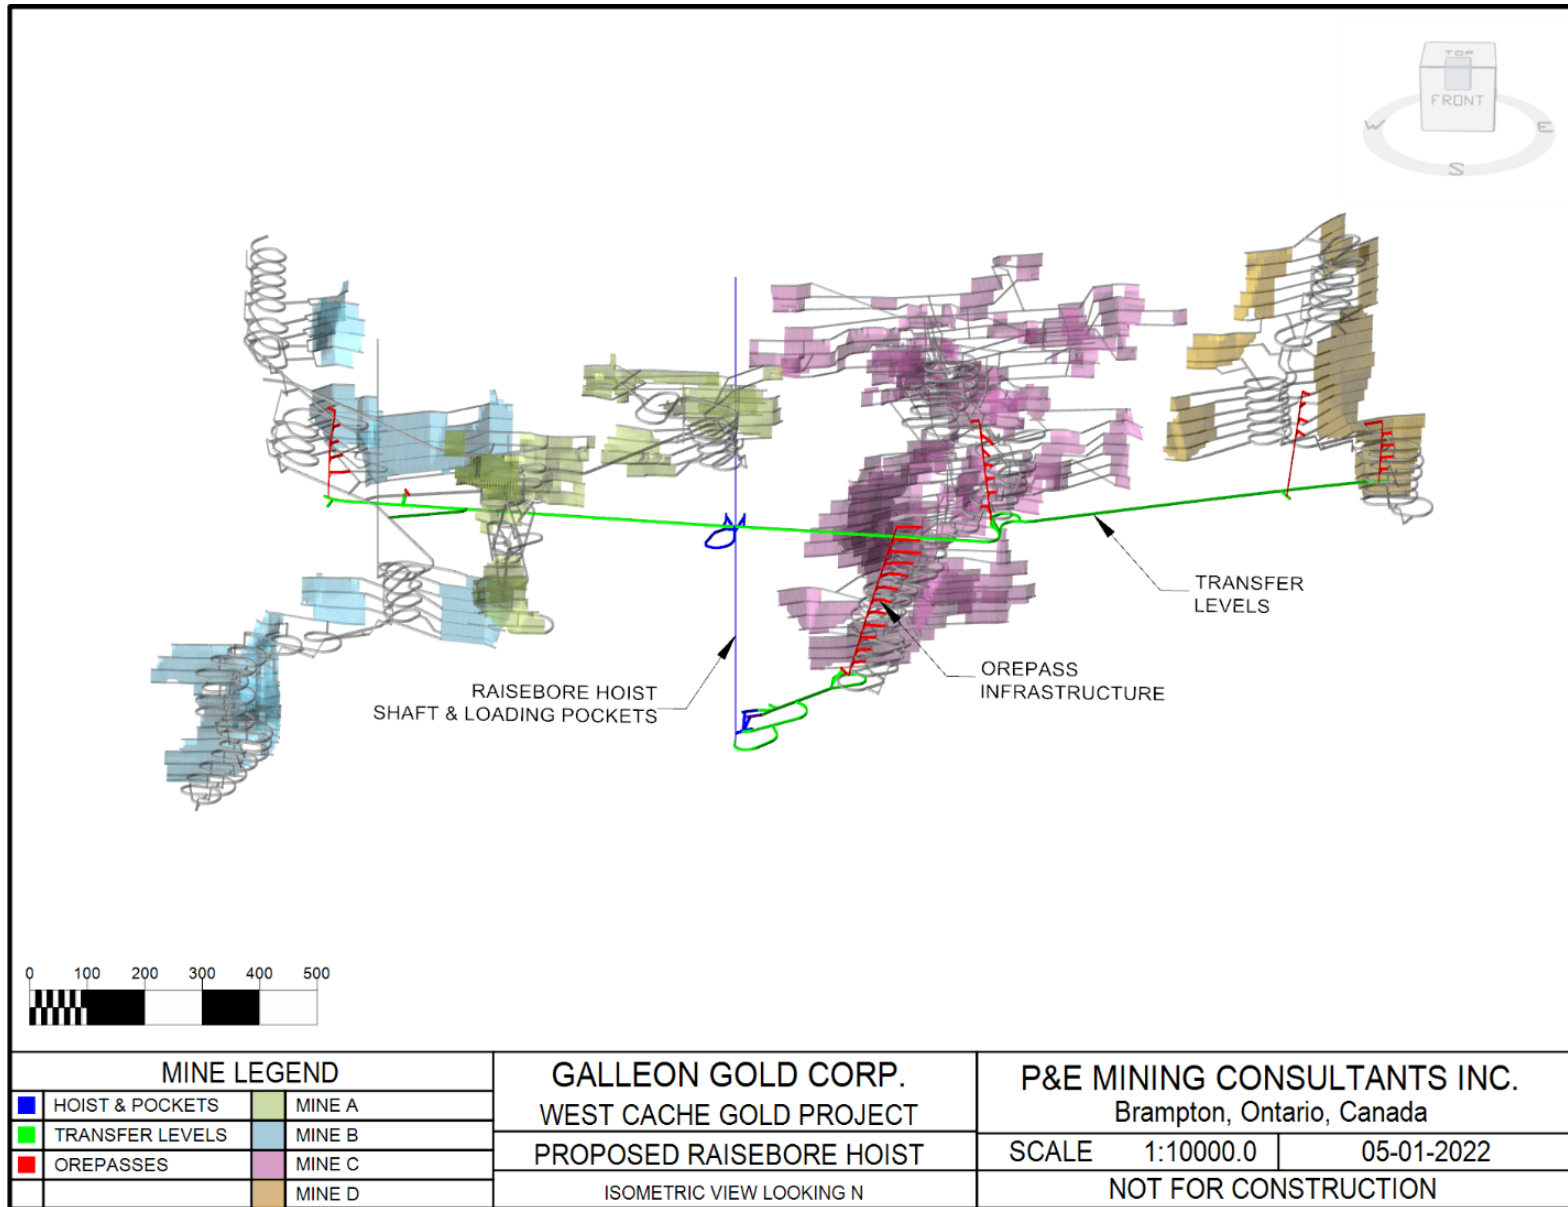 TOP
FRONT
W
E
S
TRANSFER
LEVELS
OREPASS
INFRASTRUCTURE
RAISEBORE HOIST
SHAFT & LOADING POCKETS
0 100 200 300 400 500
MINE LEGEND
HOIST & POCKETS MINE A
TRANSFER LEVELS MINE B
OREPASSES MINE C
MINE D
GALLEON GOLD CORP.
WEST CACHE GOLD PROJECT
PROPOSED RAISEBORE HOIST
ISOMETRIC VIEW LOOKING N
P&E MINING CONSULTANTS INC.
Brampton, Ontario, Canada
SCALE 1:10000.0 05-01-2022
NOT FOR CONSTRUCTION